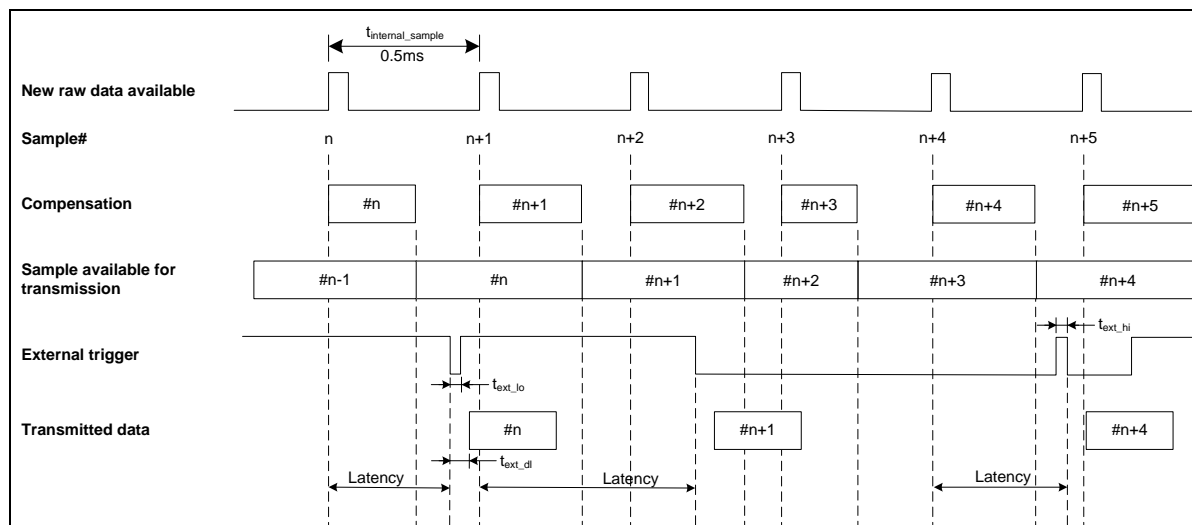 t_internal_sample
0.5ms
New raw data available
Sample#
n
n+1
n+2
n+3
n+4
n+5
Compensation
#n
#n+1
#n+2
#n+3
#n+4
#n+5
Sample available for
transmission
#n-1
#n
#n+1
#n+2
#n+3
#n+4
External trigger
t_ext_lo
t_ext_hi
Transmitted data
#n
#n+1
#n+4
t_ext_dl
Latency
Latency
Latency